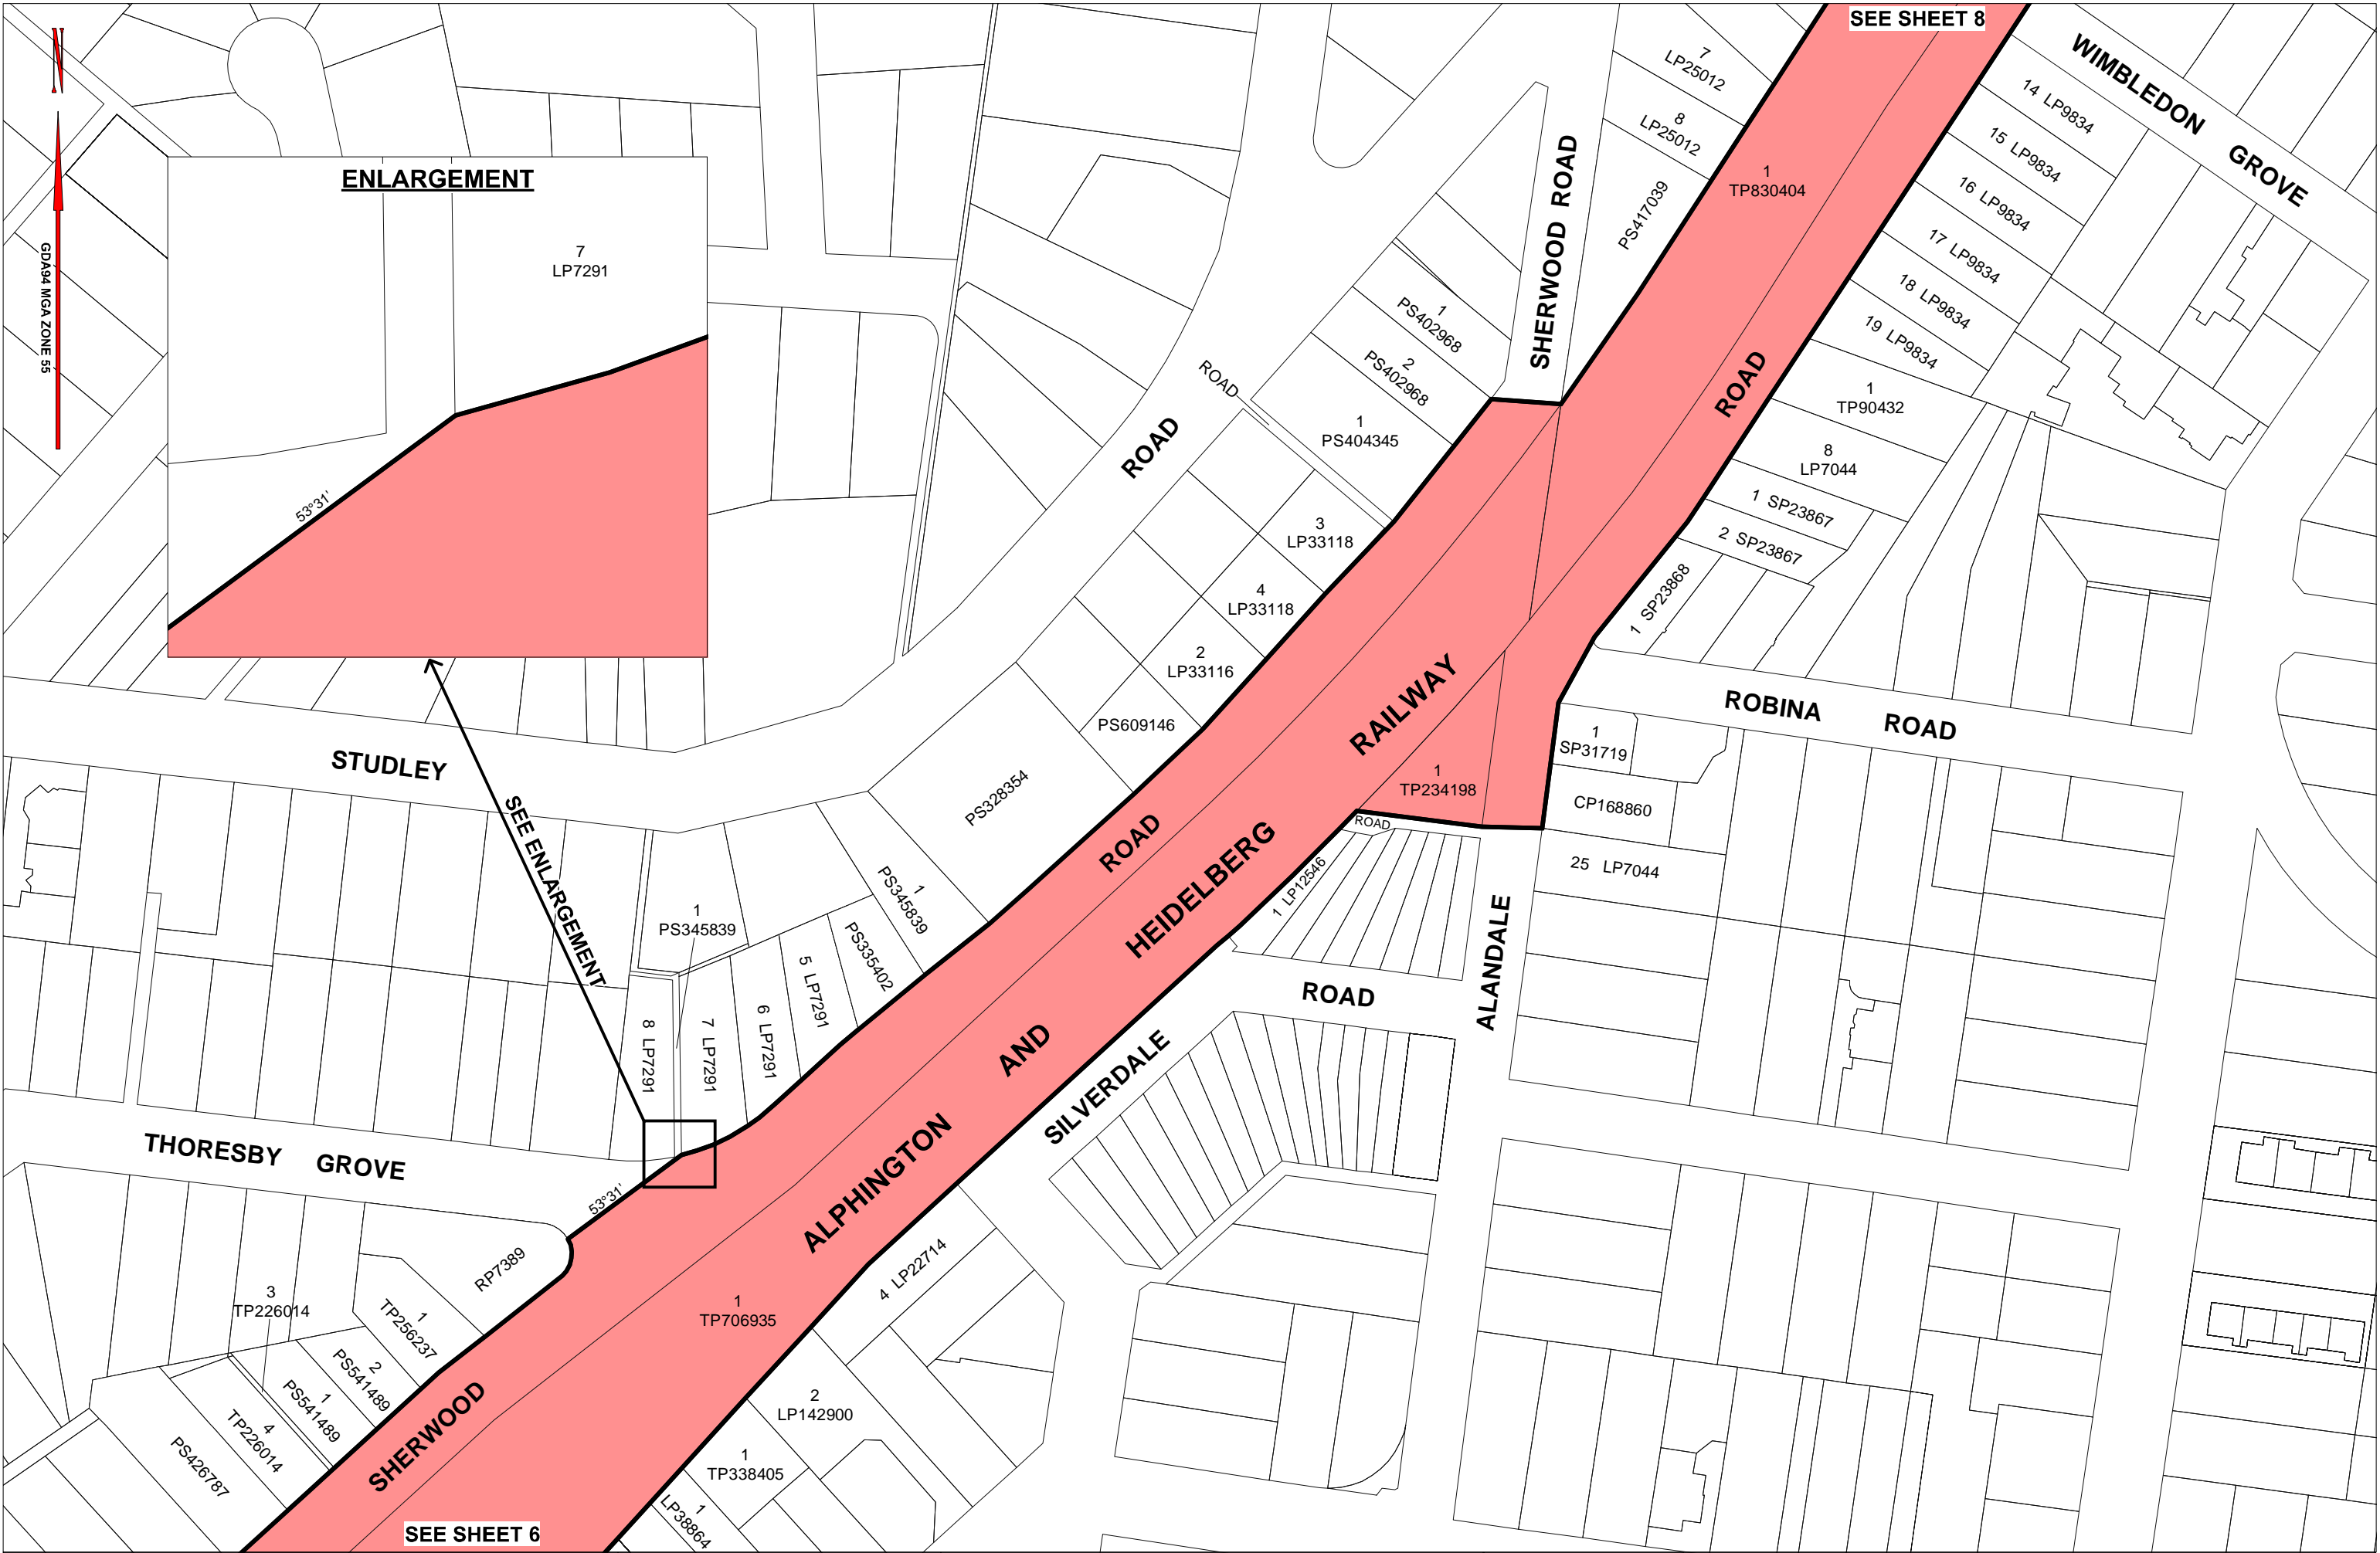 SEE SHEET 8
N
GDA94 MGA ZONE 55
ENLARGEMENT
7
LP7291
53°31'
WIMBLEDON GROVE
7
LP25012
8
LP25012
PS417039
1
TP830404
14 LP9834
15 LP9834
16 LP9834
17 LP9834
18 LP9834
19 LP9834
SHERWOOD ROAD
1
PS402968
2
PS402968
ROAD
1
PS404345
ROAD
ROAD
1
TP90432
8
LP7044
1 SP23867
2 SP23867
1 SP23868
3
LP33118
4
LP33118
2
LP33116
PS609146
PS328354
RAILWAY
ROBINA ROAD
1
SP31719
CP168860
25 LP7044
1
TP234198
ROAD
1 LP12546
STUDLEY
SEE ENLARGEMENT
ROAD
HEIDELBERG
1
PS345839
1
PS345839
PS335402
5 LP7291
6 LP7291
7 LP7291
8 LP7291
ALANDALE
ROAD
SILVERDALE
AND
ALPHINGTON
THORESBY GROVE
53°31'
RP7389
3
TP226014
1
TP256237
2
PS541489
1
PS541489
4
TP226014
PS426787
1
TP706935
4 LP22714
2
LP142900
1
TP338405
1
LP38864
SHERWOOD
SEE SHEET 6